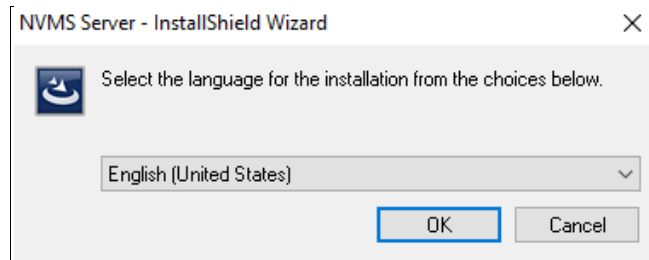 NVMS Server - InstallShield Wizard
Select the language for the installation from the choices below.
English (United States)
OK
Cancel